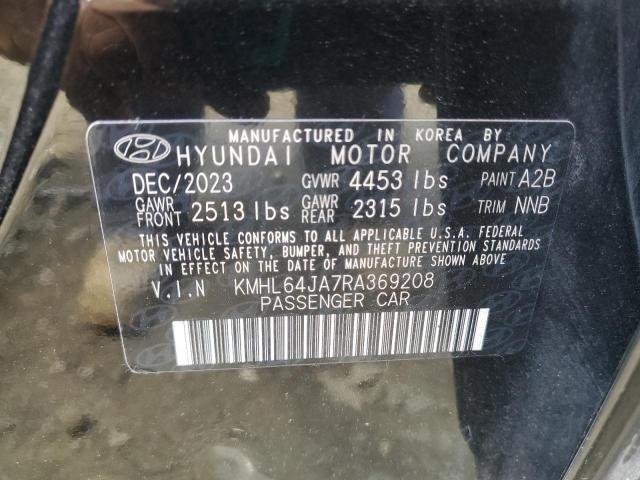 MANUFACTURED IN KOREA BY
HYUNDAI MOTOR COMPANY
DEC/2023 GVWR 4453 lbs PAINT A2B
GAWR FRONT 2513 lbs GAWR REAR 2315 lbs TRIM NNB
THIS VEHICLE CONFORMS TO ALL APPLICABLE U.S.A. FEDERAL
MOTOR VEHICLE SAFETY, BUMPER, AND THEFT PREVENTION STANDARDS
IN EFFECT ON THE DATE OF MANUFACTURE SHOWN ABOVE
V.I.N KMHL64JA7RA369208
PASSENGER CAR